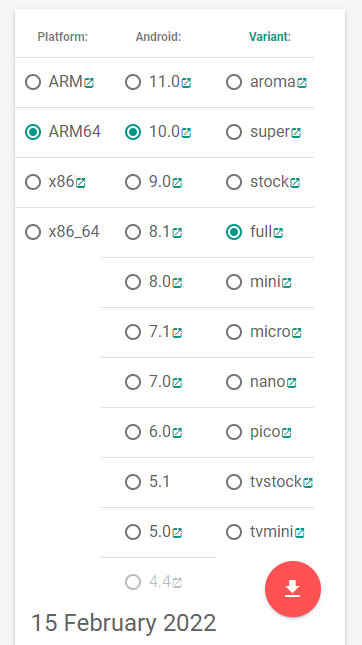 Platform: Android: Variant:
ARM 11.0 aroma
ARM64 10.0 super
x86 9.0 stock
x86_64 8.1 full
8.0 mini
7.1 micro
7.0 nano
6.0 pico
5.1 tvstock
5.0 tvmini
4.4
15 February 2022